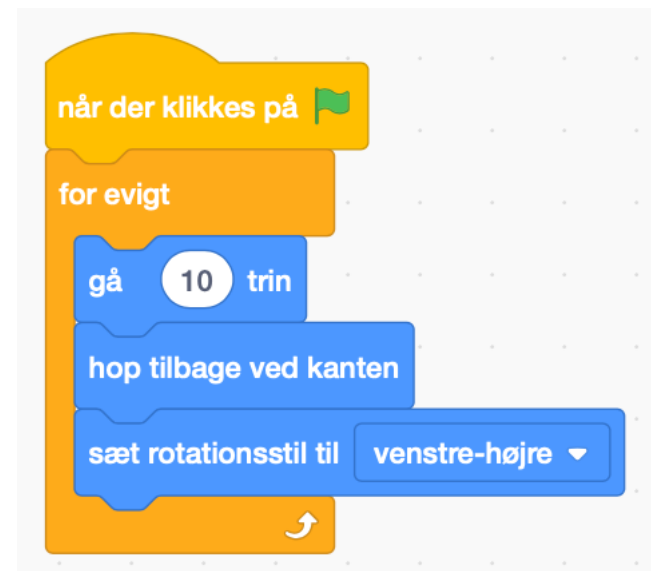 når der klikkes på
for evigt
gå 10 trin
hop tilbage ved kanten
sæt rotationsstil til venstre-højre